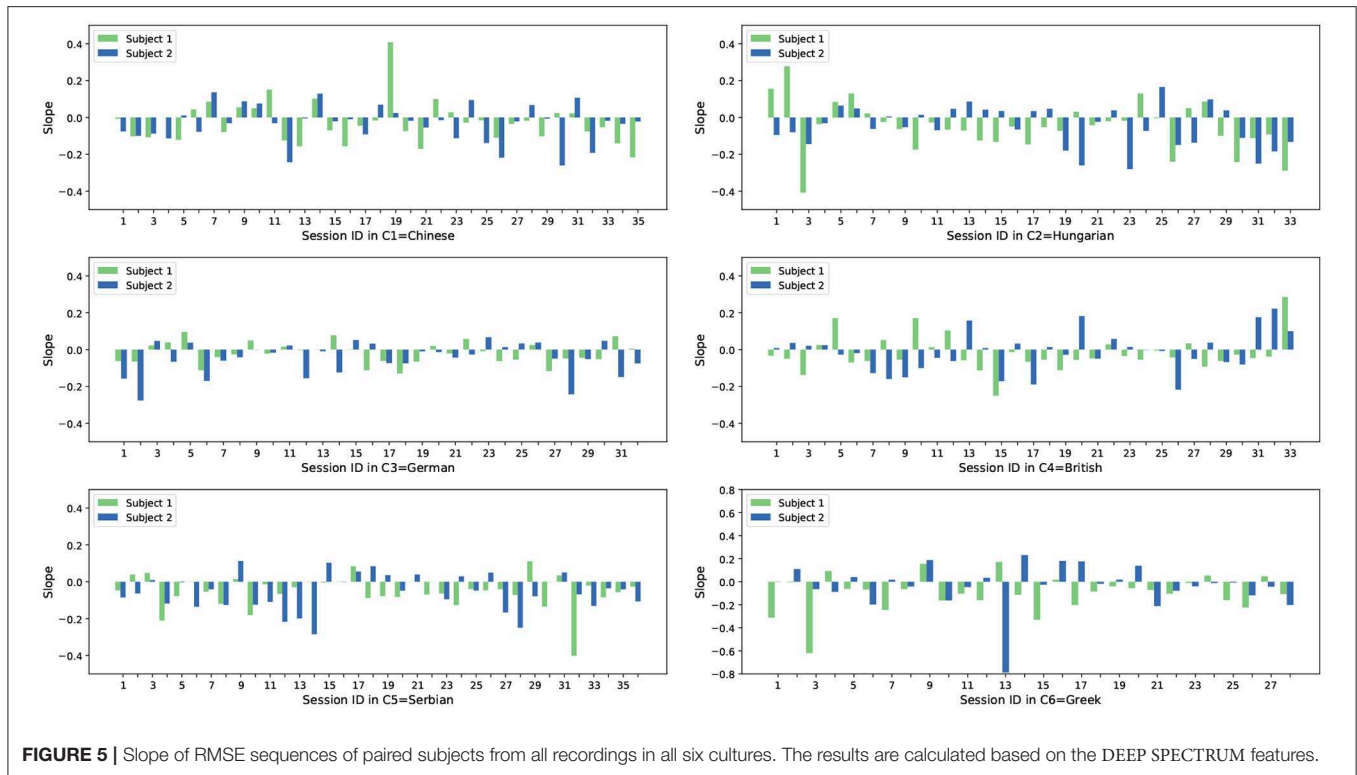 Subject 1
Subject 2
0.4
0.2
0.0
−0.2
−0.4
Slope
1 3 5 7 9 11 13 15 17 19 21 23 25 27 29 31 33 35
Session ID in C1=Chinese
Subject 1
Subject 2
0.4
0.2
0.0
−0.2
−0.4
Slope
1 3 5 7 9 11 13 15 17 19 21 23 25 27 29 31 33
Session ID in C2=Hungarian
Subject 1
Subject 2
0.4
0.2
0.0
−0.2
−0.4
Slope
1 3 5 7 9 11 13 15 17 19 21 23 25 27 29 31
Session ID in C3=German
Subject 1
Subject 2
0.4
0.2
0.0
−0.2
−0.4
Slope
1 3 5 7 9 11 13 15 17 19 21 23 25 27 29 31 33
Session ID in C4=British
Subject 1
Subject 2
0.4
0.2
0.0
−0.2
−0.4
Slope
1 3 5 7 9 11 13 15 17 19 21 23 25 27 29 31 33 35
Session ID in C5=Serbian
Subject 1
Subject 2
0.8
0.6
0.4
0.2
0.0
−0.2
−0.4
−0.6
−0.8
Slope
1 3 5 7 9 11 13 15 17 19 21 23 25 27
Session ID in C6=Greek
FIGURE 5 | Slope of RMSE sequences of paired subjects from all recordings in all six cultures. The results are calculated based on the DEEP SPECTRUM features.